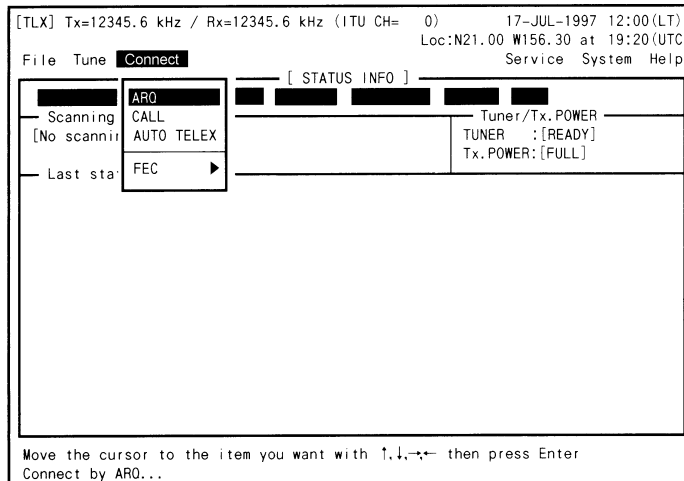 [TLX] Tx=12345.6 kHz / Rx=12345.6 kHz (ITU CH=   0)   17-JUL-1997 12:00(LT)
Loc:N21.00 W156.30 at 19:20(UTC
File Tune Connect Service System Help
[ STATUS INFO ]
ARQ
Scanning CALL Tuner/Tx.POWER
[No scannin AUTO TELEX TUNER :[READY]
Tx.POWER:[FULL]
Last sta FEC ▶
Move the cursor to the item you want with ↑,↓,→,← then press Enter
Connect by ARQ...